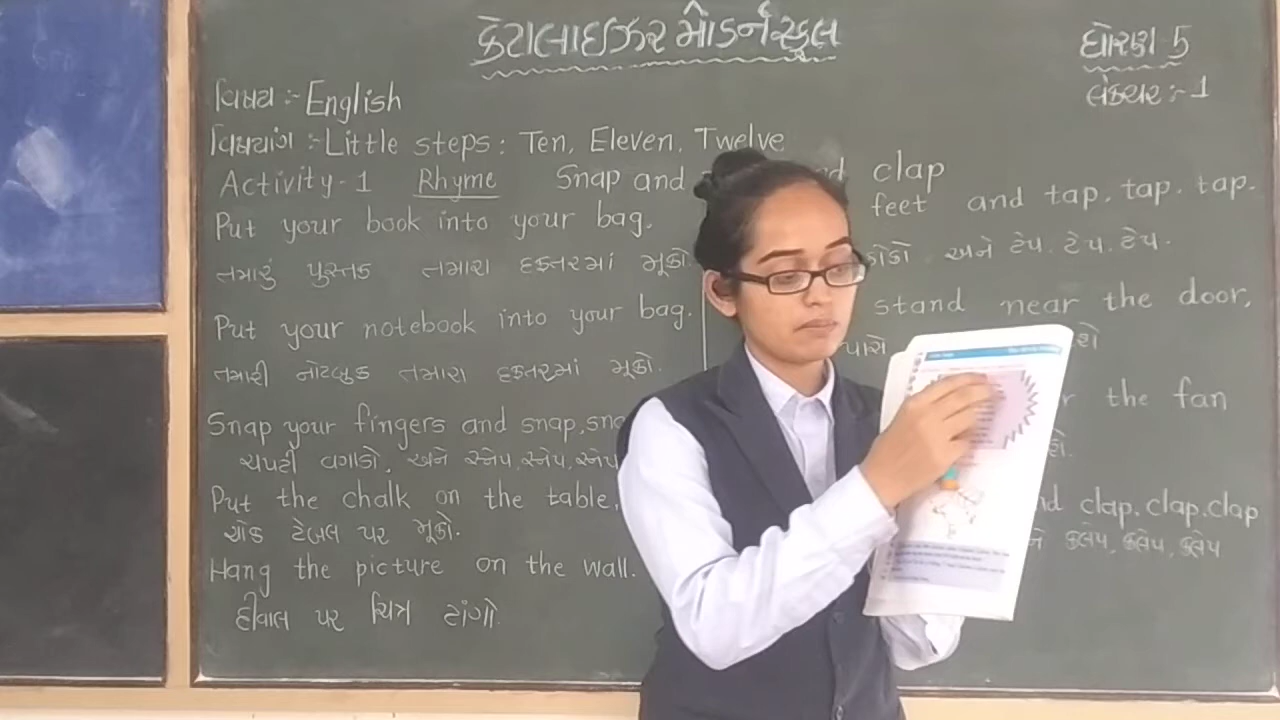 કેટાલાઇઝર મોડર્ન સ્કુલ
ધોરણ 5
લેક્ચર :- 1
વિષય :- English
વિષયાંગ :- Little steps : Ten, Eleven, Twelve
Activity - 1 Rhyme Snap and clap
Put your book into your bag.
તમારું પુસ્તક તમારા દફતરમાં મૂકો.
Put your notebook into your bag.
તમારી નોટબુક તમારા દફતરમાં મૂકો.
Snap your fingers and snap, sna
ચપટી વગાડો, અને સ્નેપ, સ્નેપ, સ્નેપ
Put the chalk on the table.
ચોક ટેબલ પર મૂકો.
Hang the picture on the wall.
દીવાલ પર ચિત્ર ટાંગો.
feet and tap, tap, tap.
અને ટેપ, ટેપ, ટેપ.
stand near the door,
પાસે
the fan
clap, clap, clap
ક્લેપ, ક્લેપ, ક્લેપ